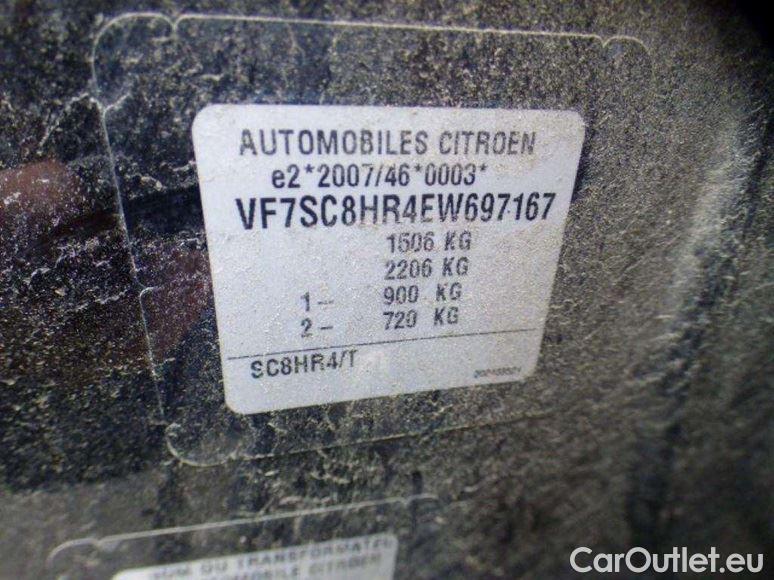 AUTOMOBILES CITROEN
e2*2007/46*0003*
VF7SC8HR4EW697167
1506 KG
2206 KG
1– 900 KG
2– 720 KG
SC8HR4/T
CarOutlet.eu